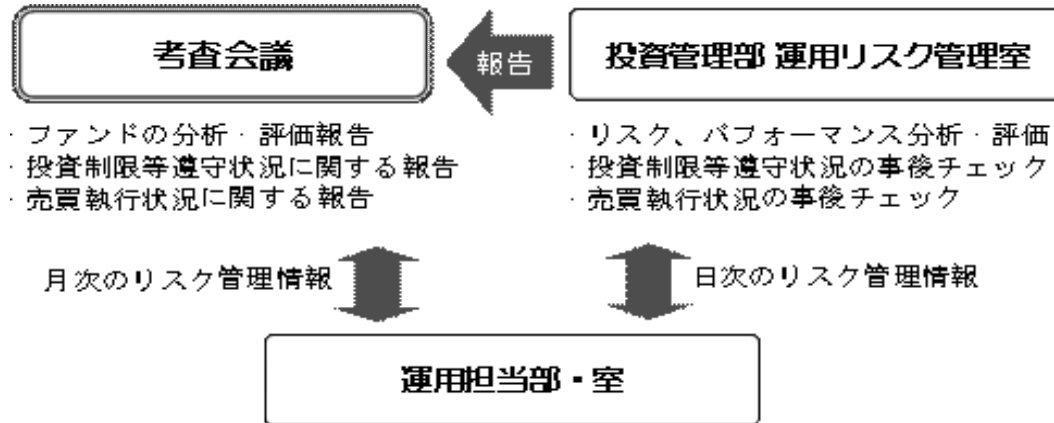 考査会議
報告
投資管理部 運用リスク管理室
・ファンドの分析・評価報告
・投資制限等遵守状況に関する報告
・売買執行状況に関する報告
・リスク、パフォーマンス分析・評価
・投資制限等遵守状況の事後チェック
・売買執行状況の事後チェック
月次のリスク管理情報
日次のリスク管理情報
運用担当部・室